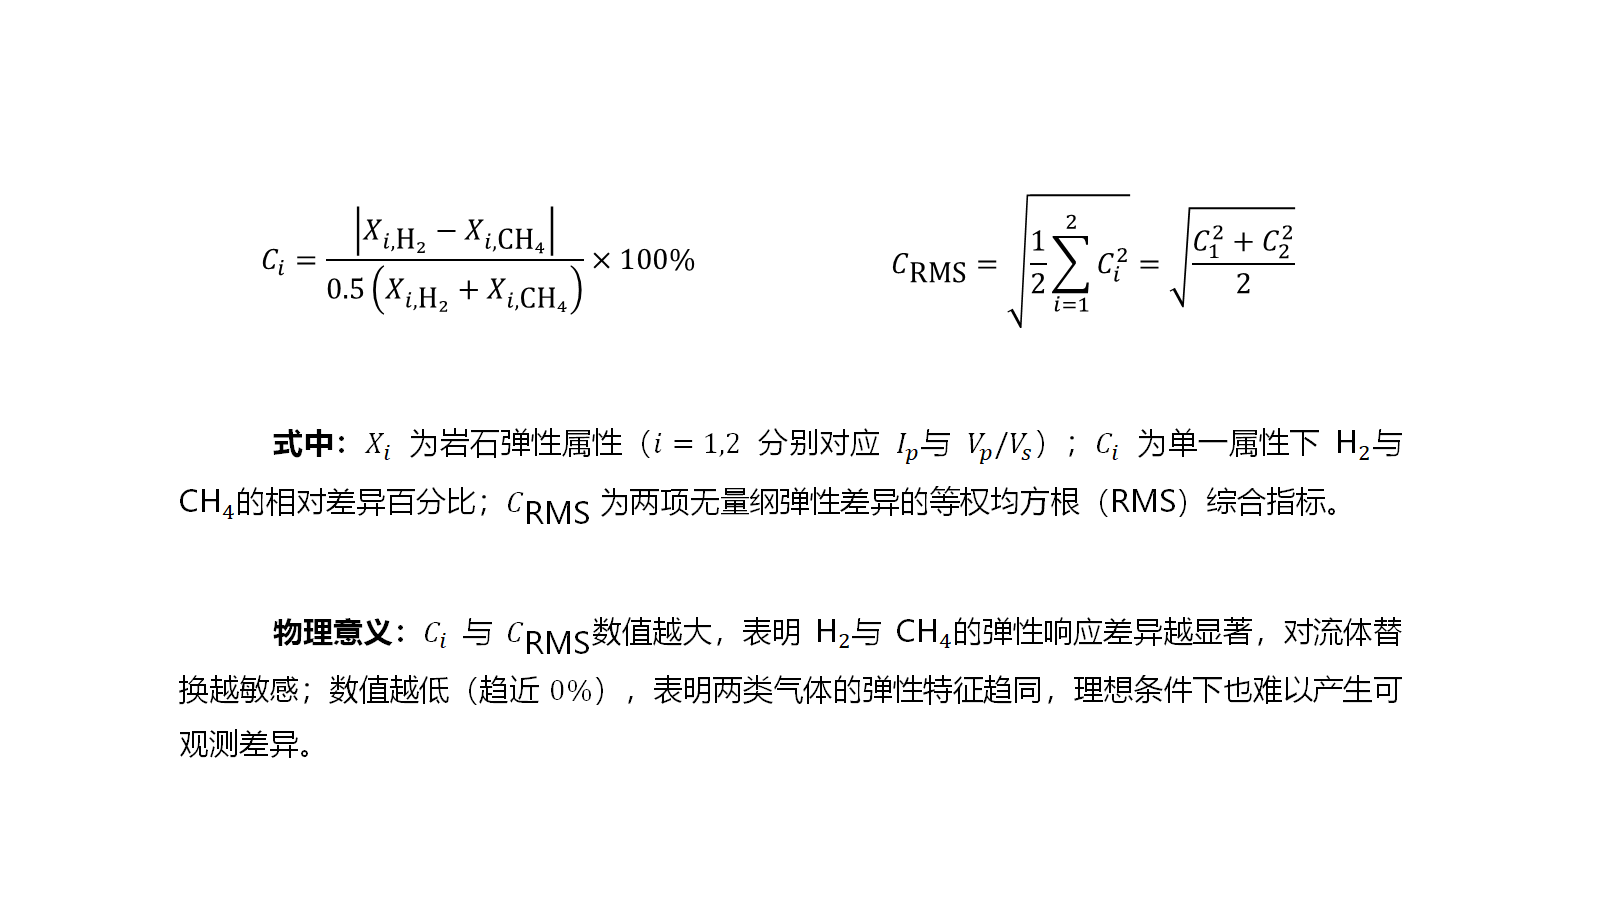 C_i = |X_{i,H₂} − X_{i,CH₄}| / 0.5(X_{i,H₂} + X_{i,CH₄}) × 100%
C_RMS = √(1/2 ∑_{i=1}^{2} C_i^2) = √((C_1^2 + C_2^2)/2)
式中：X_i 为岩石弹性属性（i = 1,2 分别对应 I_p与 V_p/V_s）；C_i 为单一属性下 H₂与
CH₄的相对差异百分比；C_RMS 为两项无量纲弹性差异的等权均方根（RMS）综合指标。
物理意义：C_i 与 C_RMS数值越大，表明 H₂与 CH₄的弹性响应差异越显著，对流体替
换越敏感；数值越低（趋近 0%），表明两类气体的弹性特征趋同，理想条件下也难以产生可
观测差异。